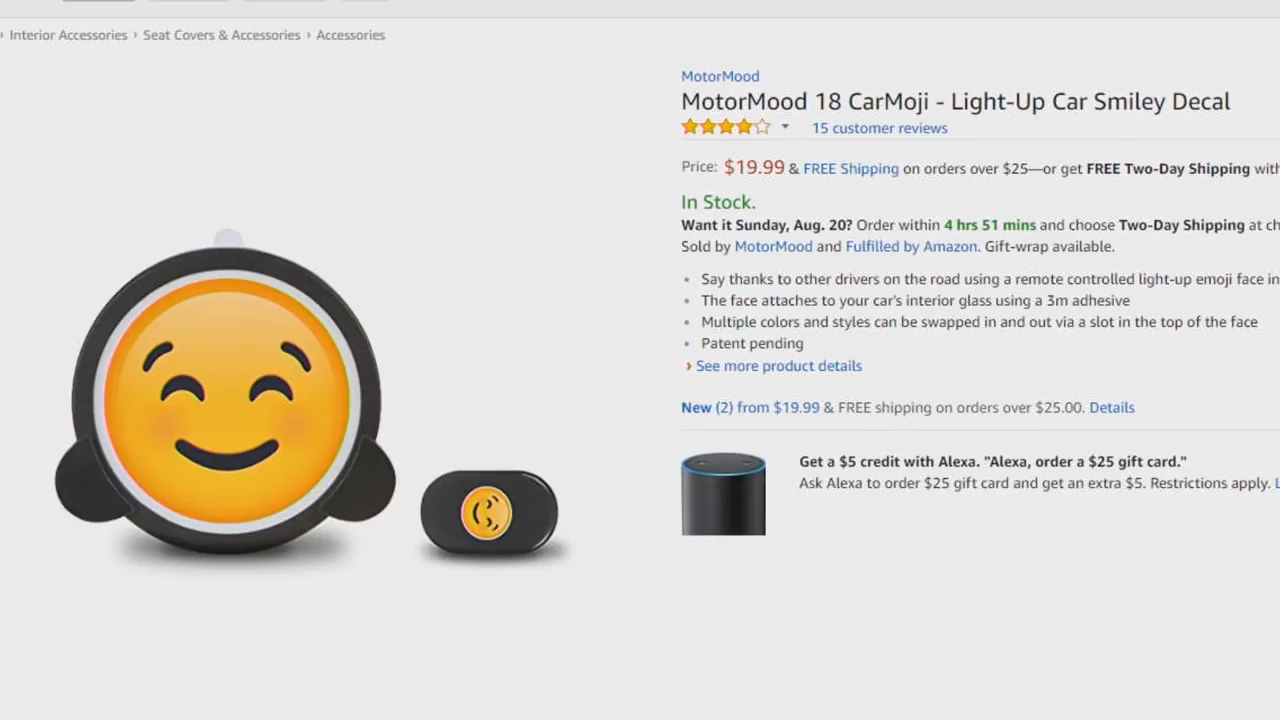 › Interior Accessories › Seat Covers & Accessories › Accessories
MotorMood
MotorMood 18 CarMoji - Light-Up Car Smiley Decal
15 customer reviews
Price: $19.99 & FREE Shipping on orders over $25—or get FREE Two-Day Shipping with
In Stock.
Want it Sunday, Aug. 20? Order within 4 hrs 51 mins and choose Two-Day Shipping at ch
Sold by MotorMood and Fulfilled by Amazon. Gift-wrap available.
• Say thanks to other drivers on the road using a remote controlled light-up emoji face in
• The face attaches to your car's interior glass using a 3m adhesive
• Multiple colors and styles can be swapped in and out via a slot in the top of the face
• Patent pending
› See more product details
New (2) from $19.99 & FREE shipping on orders over $25.00. Details
Get a $5 credit with Alexa. "Alexa, order a $25 gift card."
Ask Alexa to order $25 gift card and get an extra $5. Restrictions apply. L